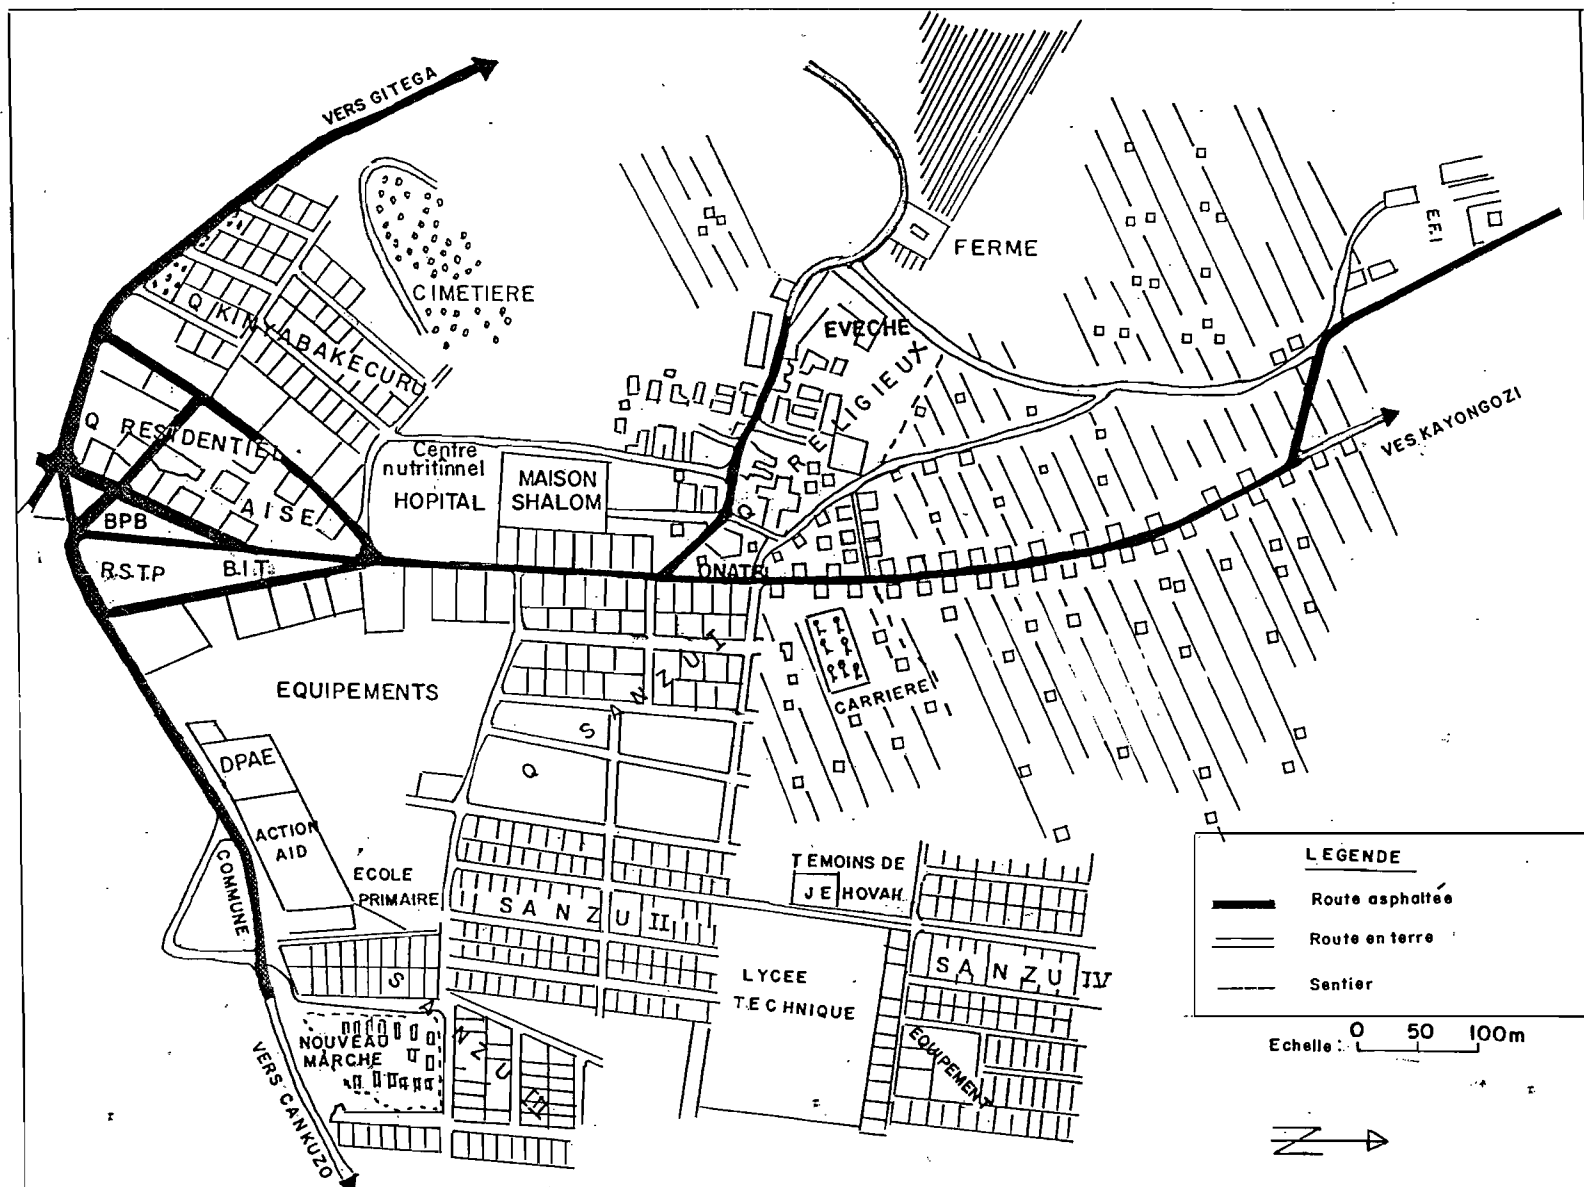 VERS GITEGA
CIMETIERE
Q KINYABAKECURU
FERME
E.F.I
EVECHE
Q RELIGIEUX
VES KAYONGOZI
Q RESIDENTIEL
AISE
Centre
nutritinnel
HOPITAL
MAISON
SHALOM
BPB
R.S.T.P
B.I.T.
ONATEL
CARRIERE
EQUIPEMENTS
Q SANZU I
DPAE
ACTION
AID
COMMUNE
ECOLE
PRIMAIRE
SANZU II
TEMOINS DE
JEHOVAH
LYCEE
TECHNIQUE
SANZU IV
SANZU III
EQUIPEMENT
NOUVEAU
MARCHE
VERS CANKUZO
LEGENDE
Route asphaltée
Route en terre
Sentier
Echelle : 0 50 100m
N